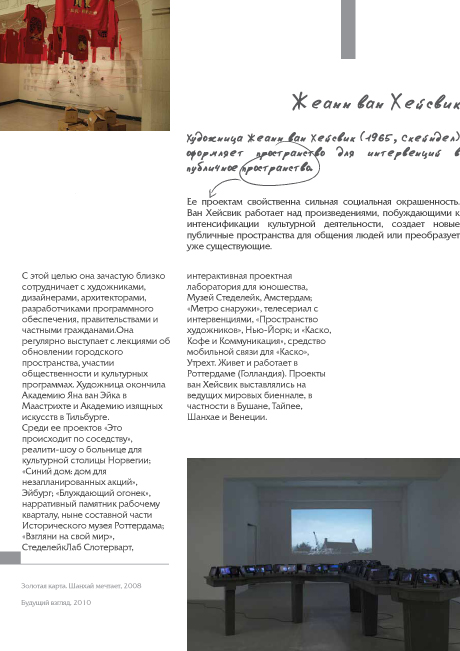 Жеанн ван Хейсвик
Художница Жеанн ван Хейсвик (1965, Схейндел)
оформляет пространство для интервенций в
публичное пространство.
Ее проектам свойственна сильная социальная окрашенность.
Ван Хейсвик работает над произведениями, побуждающими к
интенсификации культурной деятельности, создает новые
публичные пространства для общения людей или преобразует
уже существующие.
С этой целью она зачастую близко
сотрудничает с художниками,
дизайнерами, архитекторами,
разработчиками программного
обеспечения, правительствами и
частными гражданами.Она
регулярно выступает с лекциями об
обновлении городского
пространства, участии
общественности и культурных
программах. Художница окончила
Академию Яна ван Эйка в
Маастрихте и Академию изящных
искусств в Тильбурге.
Среди ее проектов «Это
происходит по соседству»,
реалити-шоу о больнице для
культурной столицы Норвегии;
«Синий дом: дом для
незапланированных акций»,
Эйбург; «Блуждающий огонек»,
нарративный памятник рабочему
кварталу, ныне составной части
Исторического музея Роттердама;
«Взгляни на свой мир»,
СтеделейкЛаб Слотерварт,
интерактивная проектная
лаборатория для юношества,
Музей Стеделейк, Амстердам;
«Метро снаружи», телесериал с
интервенциями, «Пространство
художников», Нью-Йорк; и «Каско,
Кофе и Коммуникация», средство
мобильной связи для «Каско»,
Утрехт. Живет и работает в
Роттердаме (Голландия). Проекты
ван Хейсвик выставлялись на
ведущих мировых биеннале, в
частности в Бушане, Тайпее,
Шанхае и Венеции.
Золотая карта. Шанхай мечтает, 2008
Будущий взгляд, 2010